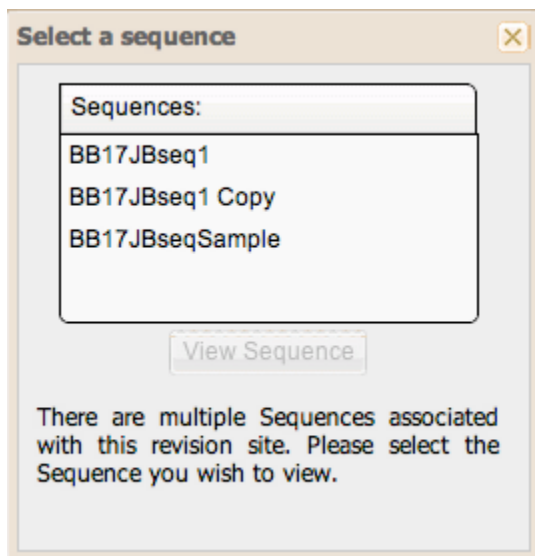 Select a sequence
Sequences:
BB17JBseq1
BB17JBseq1 Copy
BB17JBseqSample
View Sequence
There are multiple Sequences associated
with this revision site. Please select the
Sequence you wish to view.